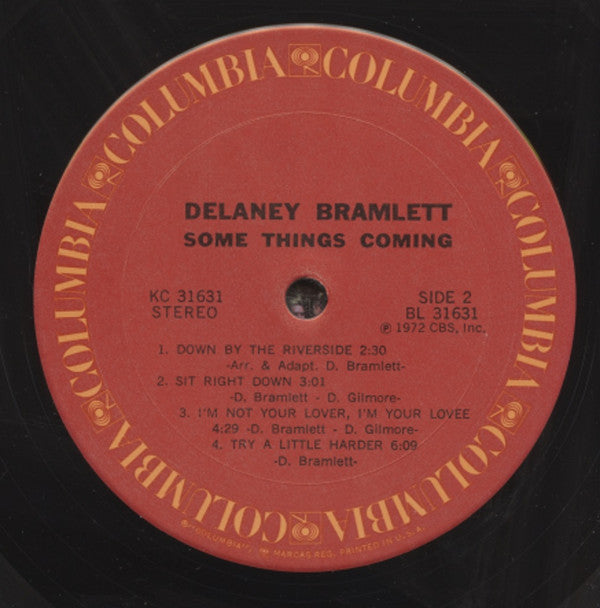 COLUMBIA COLUMBIA COLUMBIA COLUMBIA COLUMBIA COLUMBIA
DELANEY BRAMLETT
SOME THINGS COMING
KC 31631
STEREO
SIDE 2
BL 31631
℗ 1972 CBS, Inc.
1. DOWN BY THE RIVERSIDE 2:30
-Arr. & Adapt. D. Bramlett-
2. SIT RIGHT DOWN 3:01
-D. Bramlett - D. Gilmore-
3. I'M NOT YOUR LOVER, I'M YOUR LOVEE
4:29 -D. Bramlett - D. Gilmore-
4. TRY A LITTLE HARDER 6:09
-D. Bramlett-
"COLUMBIA", MARCAS REG. PRINTED IN U.S.A.